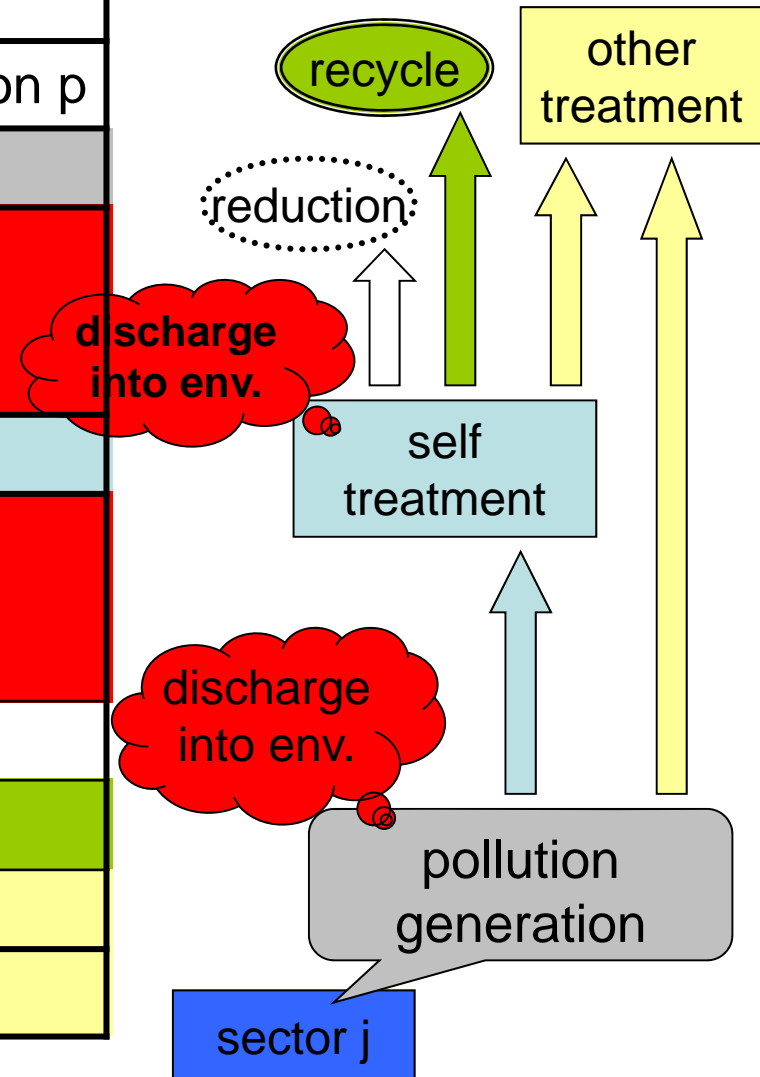 on p
recycle
other
treatment
reduction
discharge
into env.
self
treatment
discharge
into env.
pollution
generation
sector j